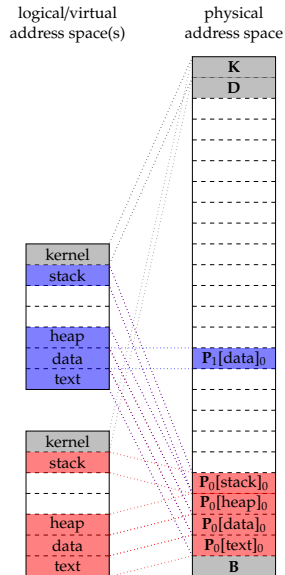 logical/virtual
address space(s)
physical
address space
K
D
kernel
stack
heap
data
text
P₁[data]₀
kernel
stack
heap
data
text
P₀[stack]₀
P₀[heap]₀
P₀[data]₀
P₀[text]₀
B